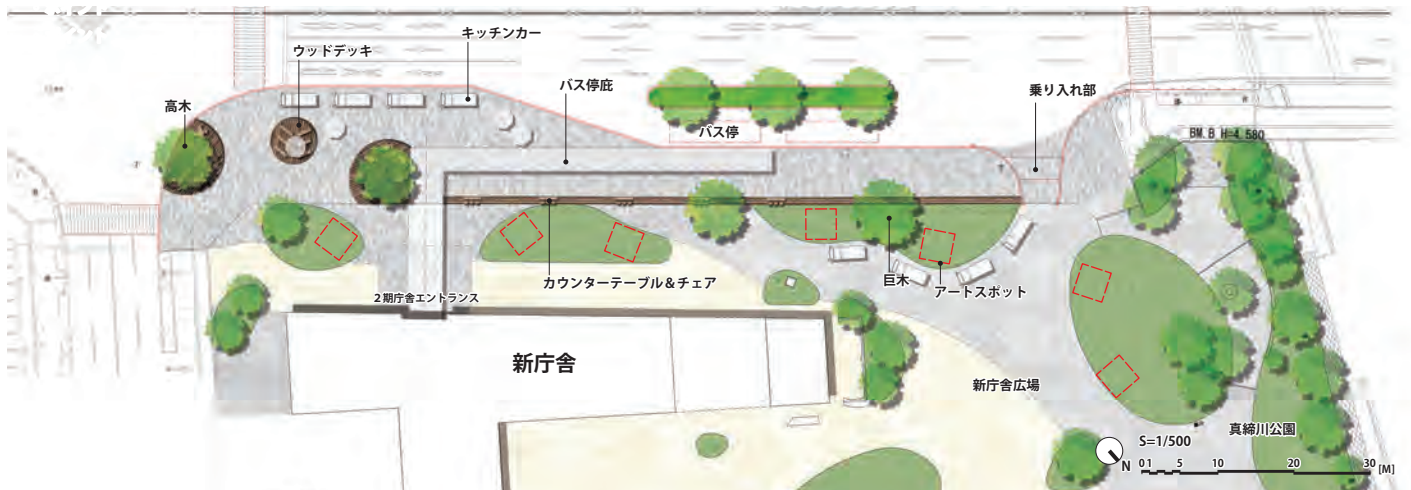 キッチンカー
ウッドデッキ
バス停庇
乗り入れ部
高木
バス停
BM. B H=4. 580
カウンターテーブル＆チェア
巨木
アートスポット
２期庁舎エントランス
新庁舎
新庁舎広場
真締川公園
S=1/500
N
0 1 5 10 20 30 [M]